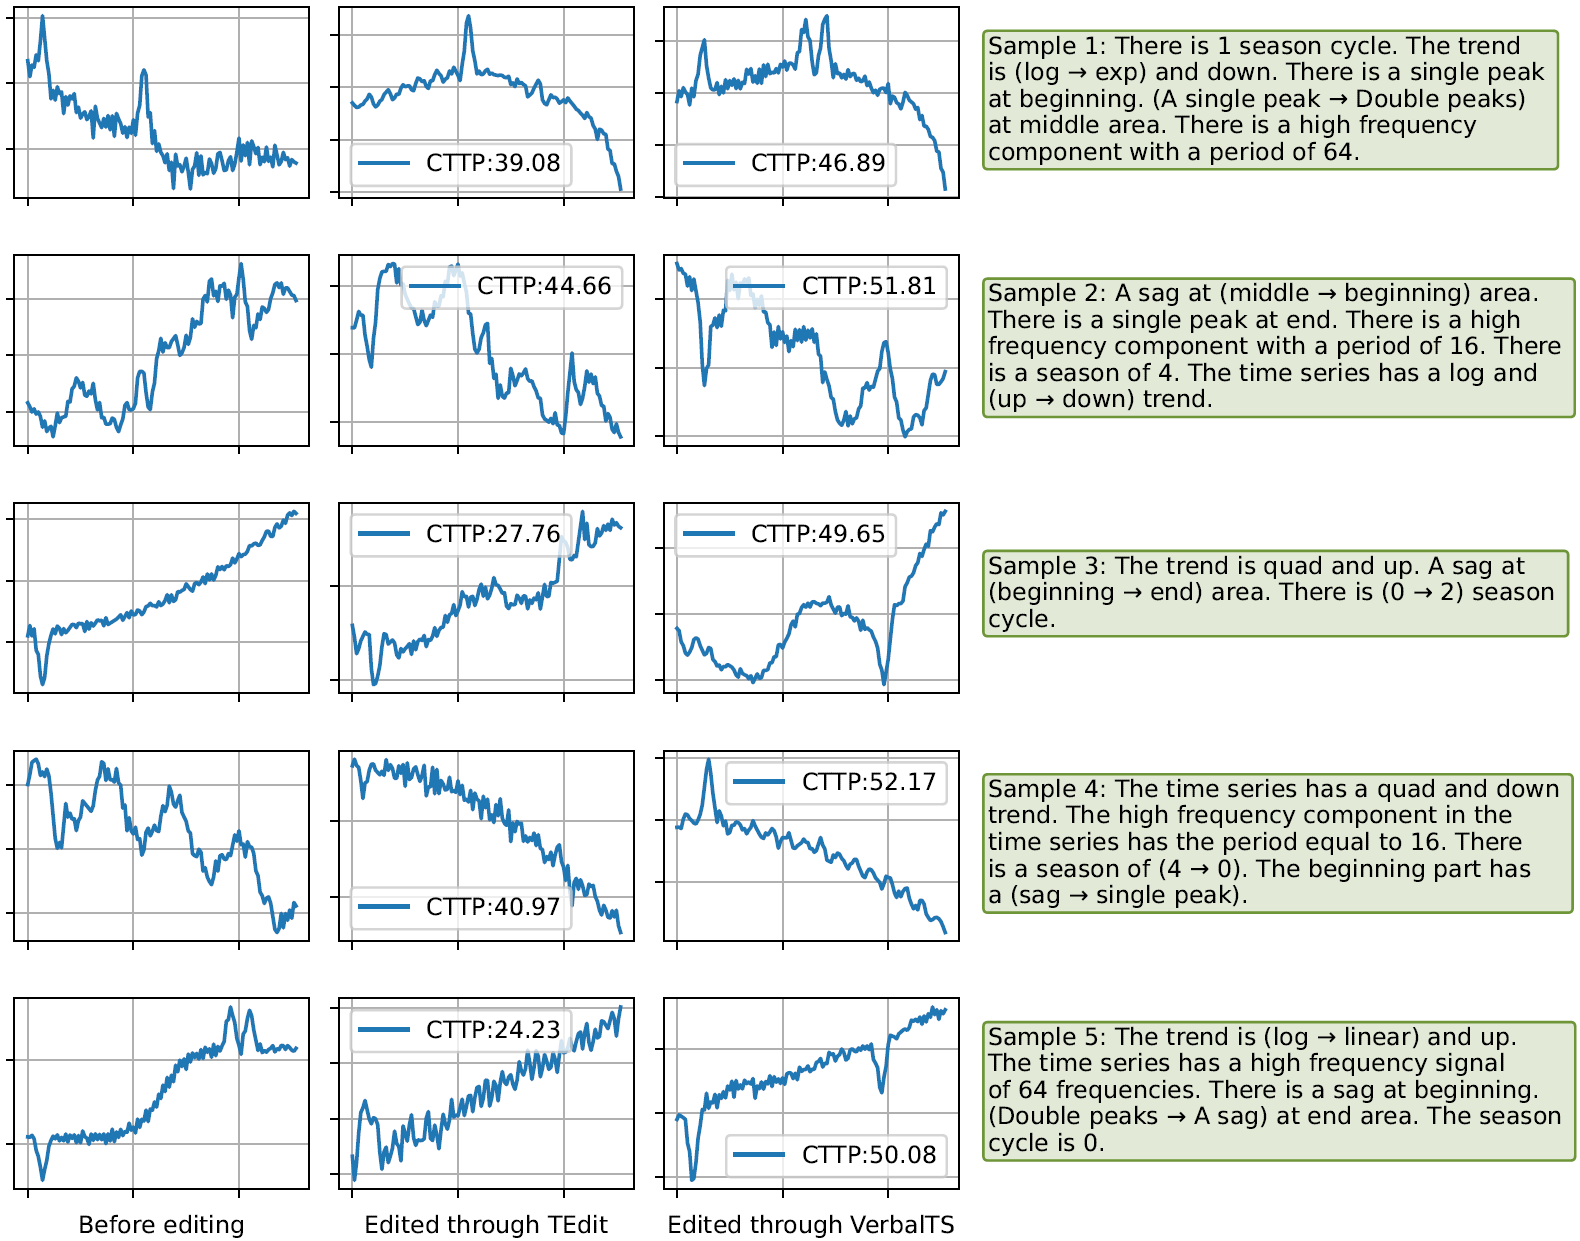 CTTP:39.08
CTTP:46.89
Sample 1: There is 1 season cycle. The trend
is (log → exp) and down. There is a single peak
at beginning. (A single peak → Double peaks)
at middle area. There is a high frequency
component with a period of 64.
CTTP:44.66
CTTP:51.81
Sample 2: A sag at (middle → beginning) area.
There is a single peak at end. There is a high
frequency component with a period of 16. There
is a season of 4. The time series has a log and
(up → down) trend.
CTTP:27.76
CTTP:49.65
Sample 3: The trend is quad and up. A sag at
(beginning → end) area. There is (0 → 2) season
cycle.
CTTP:40.97
CTTP:52.17
Sample 4: The time series has a quad and down
trend. The high frequency component in the
time series has the period equal to 16. There
is a season of (4 → 0). The beginning part has
a (sag → single peak).
CTTP:24.23
CTTP:50.08
Sample 5: The trend is (log → linear) and up.
The time series has a high frequency signal
of 64 frequencies. There is a sag at beginning.
(Double peaks → A sag) at end area. The season
cycle is 0.
Before editing
Edited through TEdit
Edited through VerbalTS